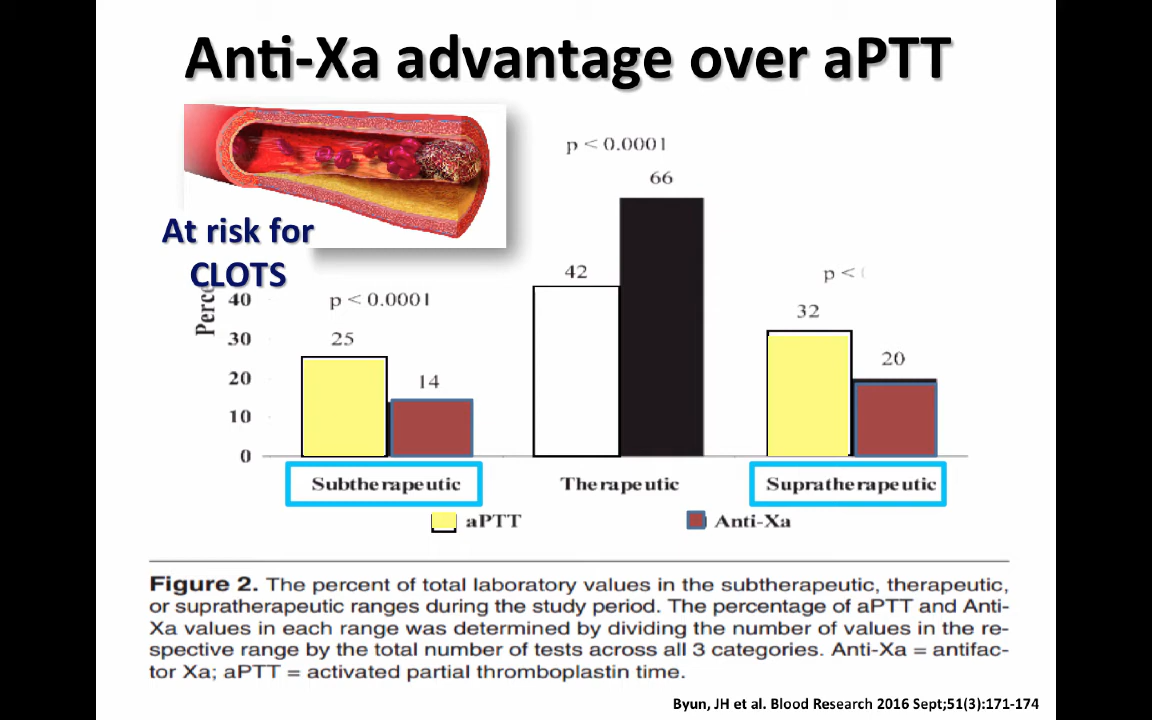 Anti-Xa advantage over aPTT
At risk for
CLOTS
p < 0.0001
66
42
p <
40
p < 0.0001
32
30
25
20
20
14
10
0
Subtherapeutic
Therapeutic
Supratherapeutic
aPTT
Anti-Xa
Figure 2. The percent of total laboratory values in the subtherapeutic, therapeutic,
or supratherapeutic ranges during the study period. The percentage of aPTT and Anti-
Xa values in each range was determined by dividing the number of values in the re-
spective range by the total number of tests across all 3 categories. Anti-Xa = antifac-
tor Xa; aPTT = activated partial thromboplastin time.
Byun, JH et al. Blood Research 2016 Sept;51(3):171-174